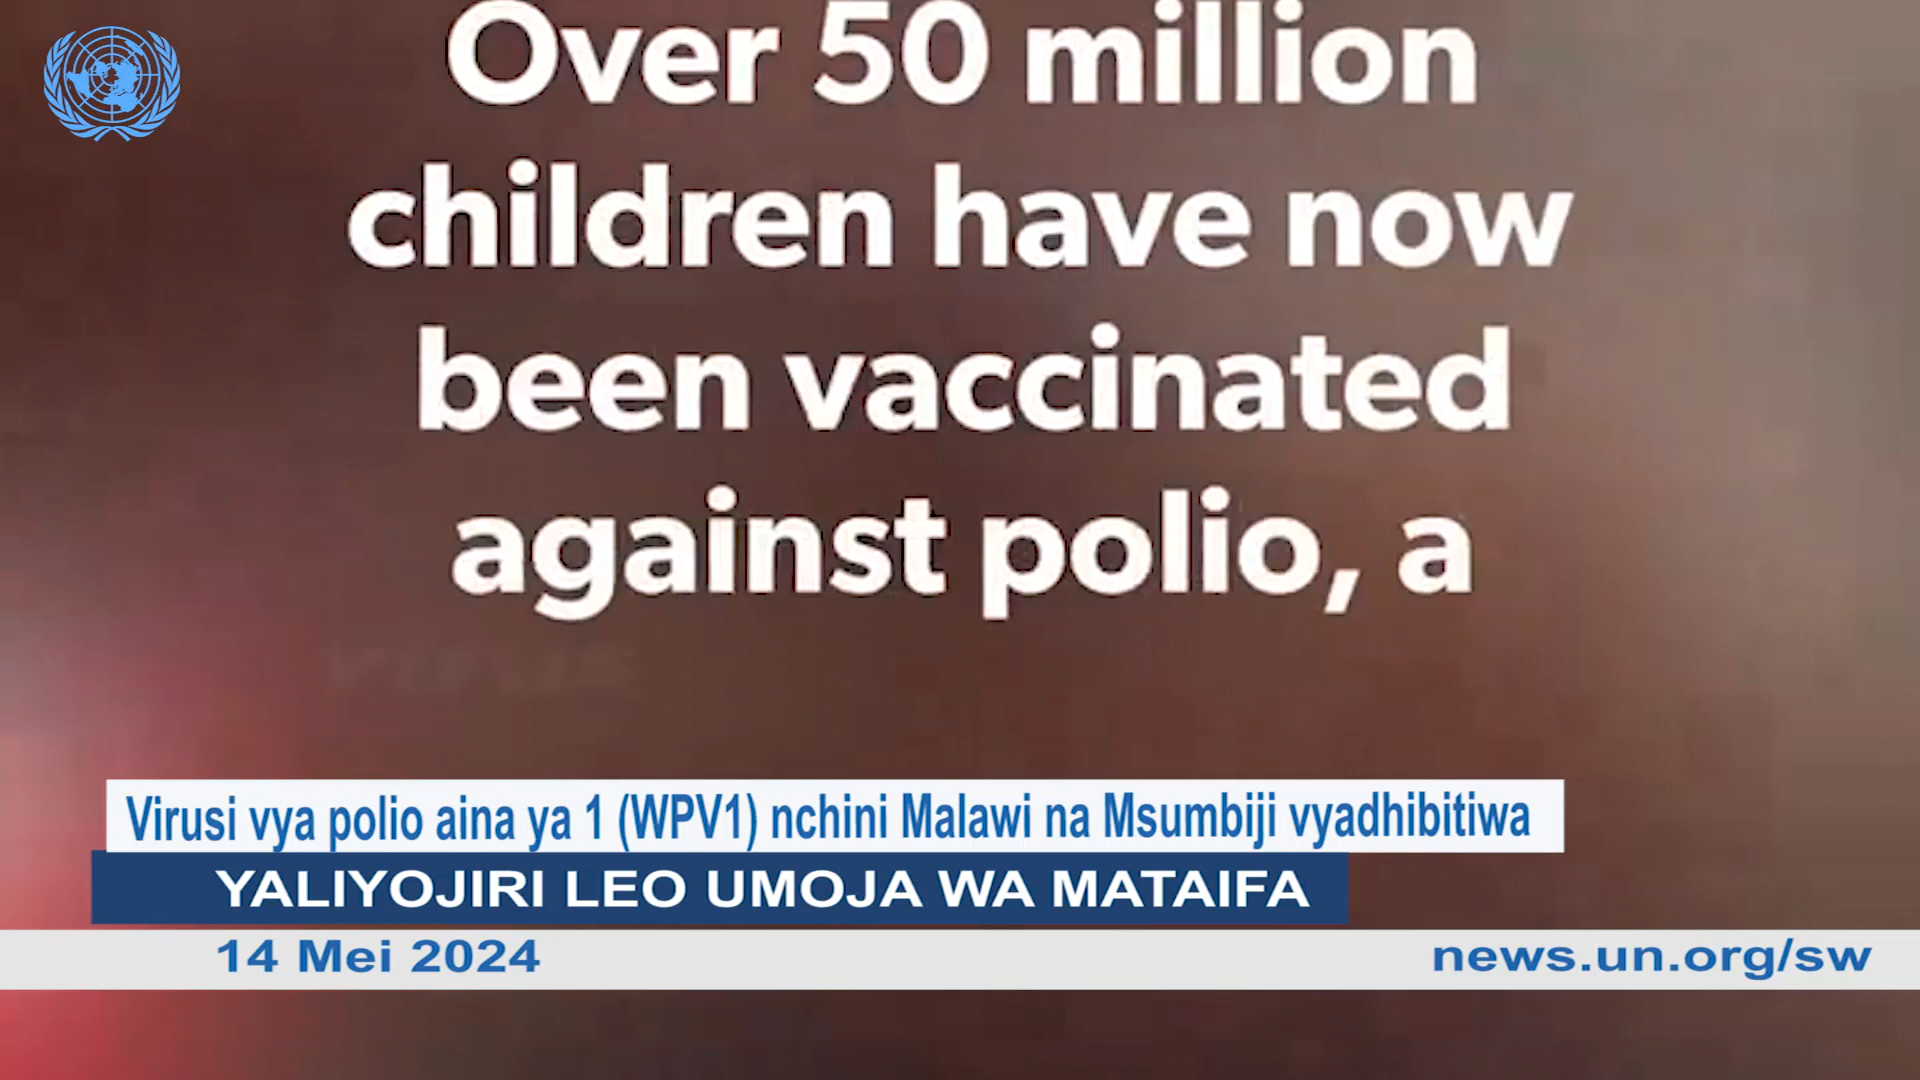 Over 50 million
children have now
been vaccinated
against polio, a
virus
Virusi vya polio aina ya 1 (WPV1) nchini Malawi na Msumbiji vyadhibitiwa
YALIYOJIRI LEO UMOJA WA MATAIFA
14 Mei 2024
news.un.org/sw